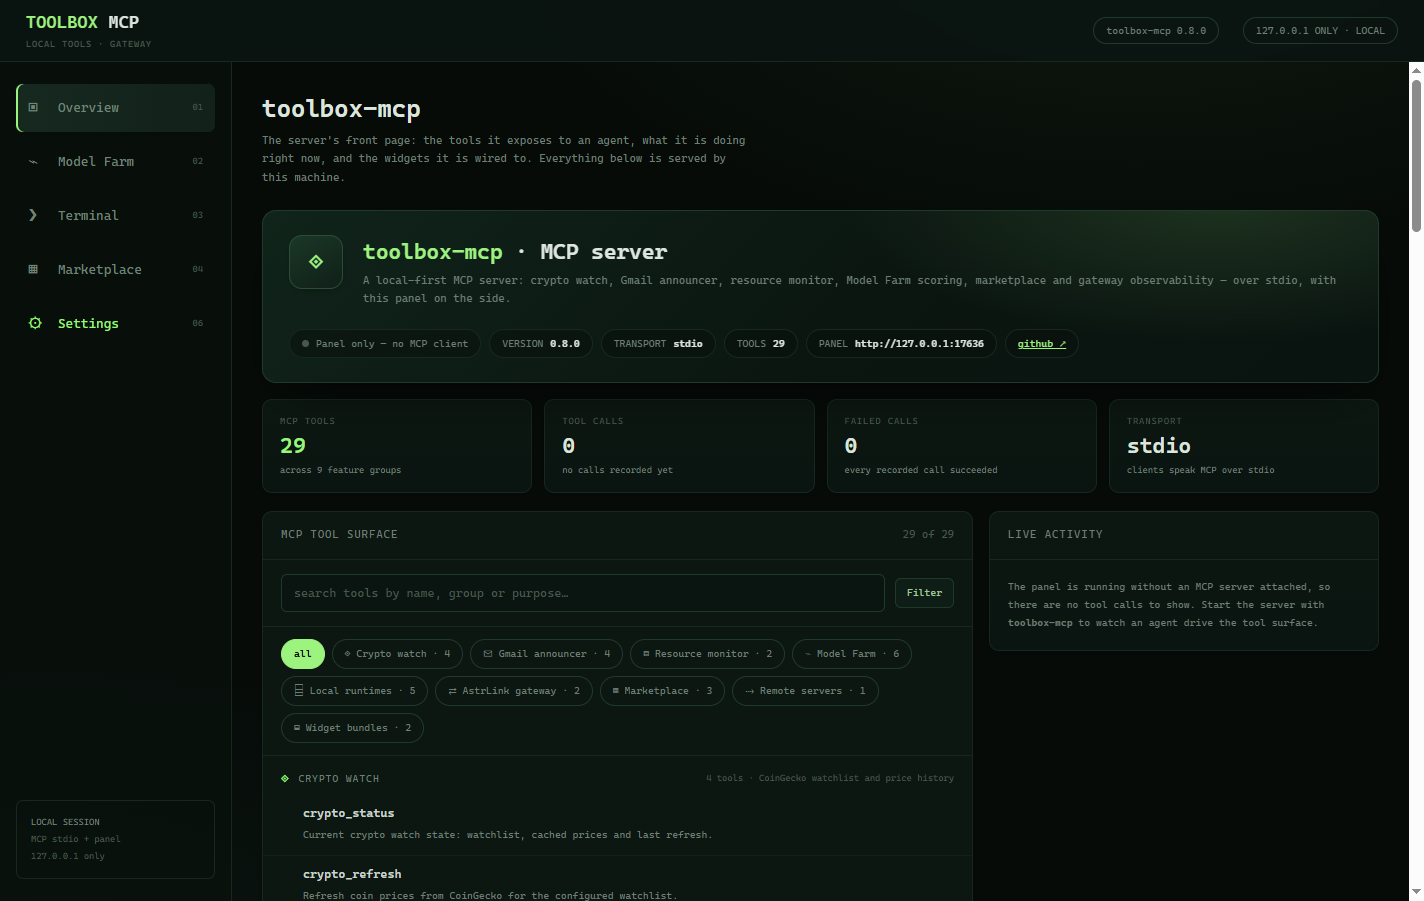 TOOLBOX MCP
LOCAL TOOLS · GATEWAY
toolbox-mcp 0.8.0
127.0.0.1 ONLY · LOCAL
Overview 01
Model Farm 02
Terminal 03
Marketplace 04
Settings 06
LOCAL SESSION
MCP stdio + panel
127.0.0.1 only
toolbox-mcp
The server's front page: the tools it exposes to an agent, what it is doing
right now, and the widgets it is wired to. Everything below is served by
this machine.
toolbox-mcp · MCP server
A local-first MCP server: crypto watch, Gmail announcer, resource monitor, Model Farm scoring, marketplace and gateway observability — over stdio, with
this panel on the side.
Panel only — no MCP client
VERSION 0.8.0
TRANSPORT stdio
TOOLS 29
PANEL http://127.0.0.1:17636
github ↗
MCP TOOLS
29
across 9 feature groups
TOOL CALLS
0
no calls recorded yet
FAILED CALLS
0
every recorded call succeeded
TRANSPORT
stdio
clients speak MCP over stdio
MCP TOOL SURFACE
29 of 29
search tools by name, group or purpose…
Filter
all
Crypto watch · 4
Gmail announcer · 4
Resource monitor · 2
Model Farm · 6
Local runtimes · 5
AstrLink gateway · 2
Marketplace · 3
Remote servers · 1
Widget bundles · 2
CRYPTO WATCH
4 tools · CoinGecko watchlist and price history
crypto_status
Current crypto watch state: watchlist, cached prices and last refresh.
crypto_refresh
Refresh coin prices from CoinGecko for the configured watchlist.
LIVE ACTIVITY
The panel is running without an MCP server attached, so
there are no tool calls to show. Start the server with
toolbox-mcp to watch an agent drive the tool surface.